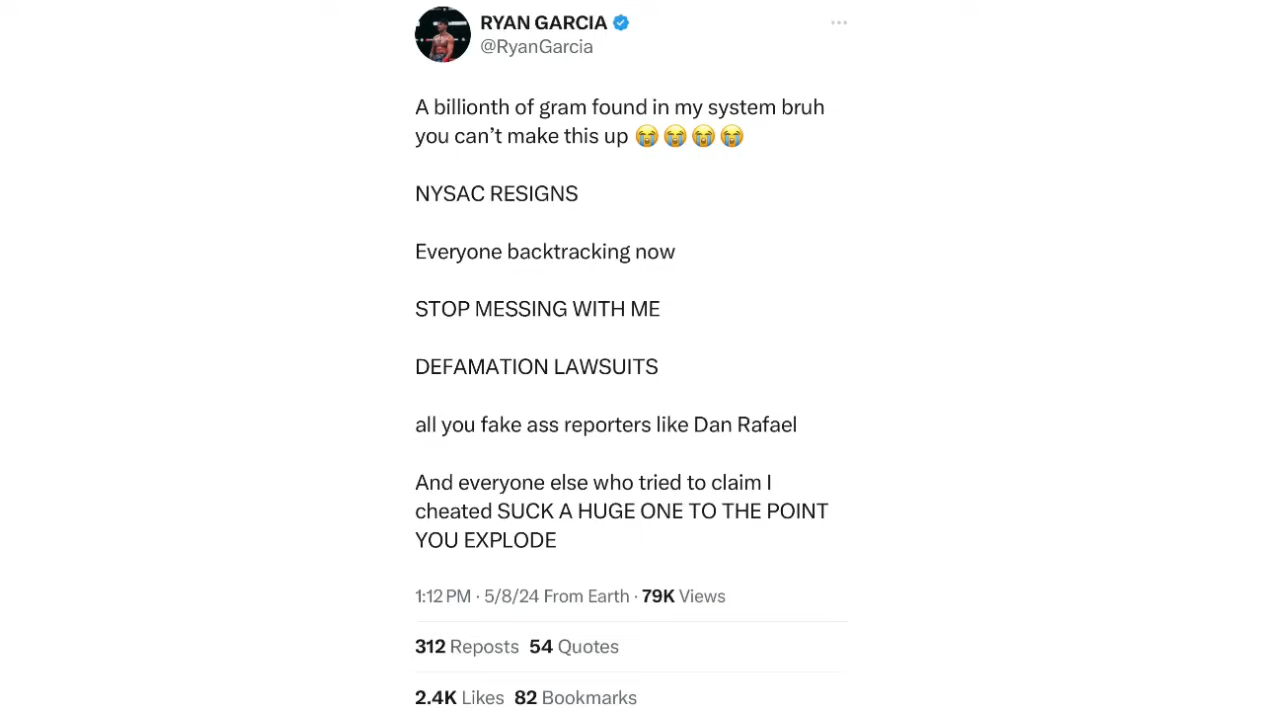 RYAN GARCIA
@RyanGarcia
A billionth of gram found in my system bruh
you can’t make this up 😭😭😭😭
NYSAC RESIGNS
Everyone backtracking now
STOP MESSING WITH ME
DEFAMATION LAWSUITS
all you fake ass reporters like Dan Rafael
And everyone else who tried to claim I
cheated SUCK A HUGE ONE TO THE POINT
YOU EXPLODE
1:12 PM · 5/8/24 From Earth · 79K Views
312 Reposts 54 Quotes
2.4K Likes 82 Bookmarks